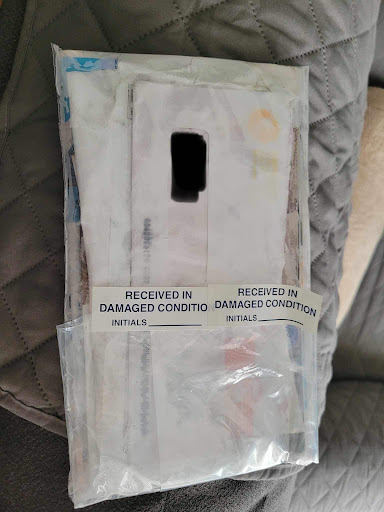 RECEIVED IN
DAMAGED CONDITIO
INITIALS
RECEIVED IN
DAMAGED CONDITION
INITIALS